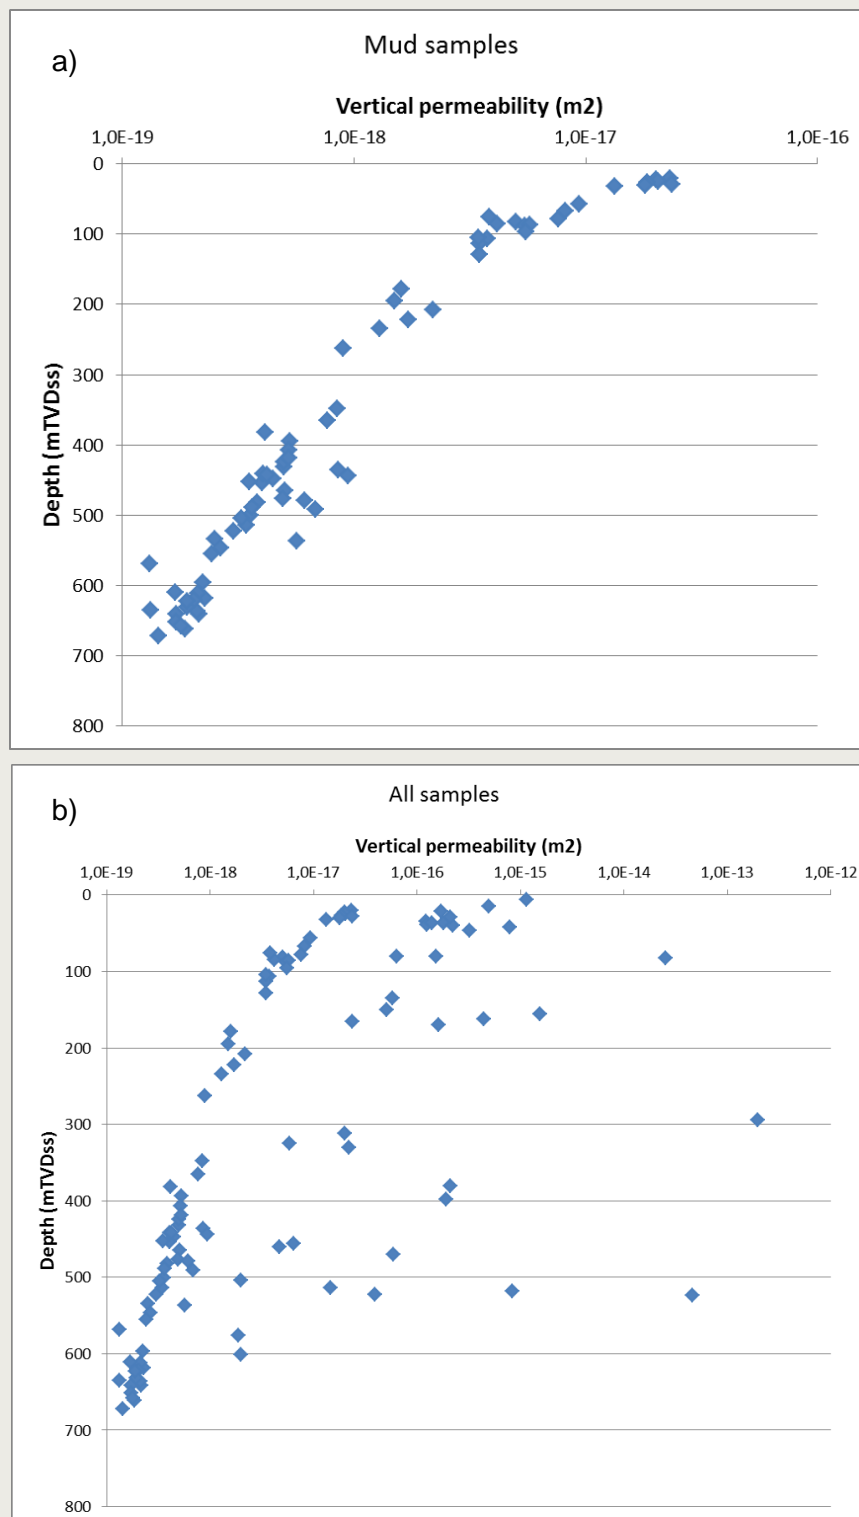 a)
Mud samples
Vertical permeability (m2)
1,0E-19 1,0E-18 1,0E-17 1,0E-16
0
100
200
300
400
500
600
700
800
Depth (mTVDss)
b)
All samples
Vertical permeability (m2)
1,0E-19 1,0E-18 1,0E-17 1,0E-16 1,0E-15 1,0E-14 1,0E-13 1,0E-12
0
100
200
300
400
500
600
700
800
Depth (mTVDss)